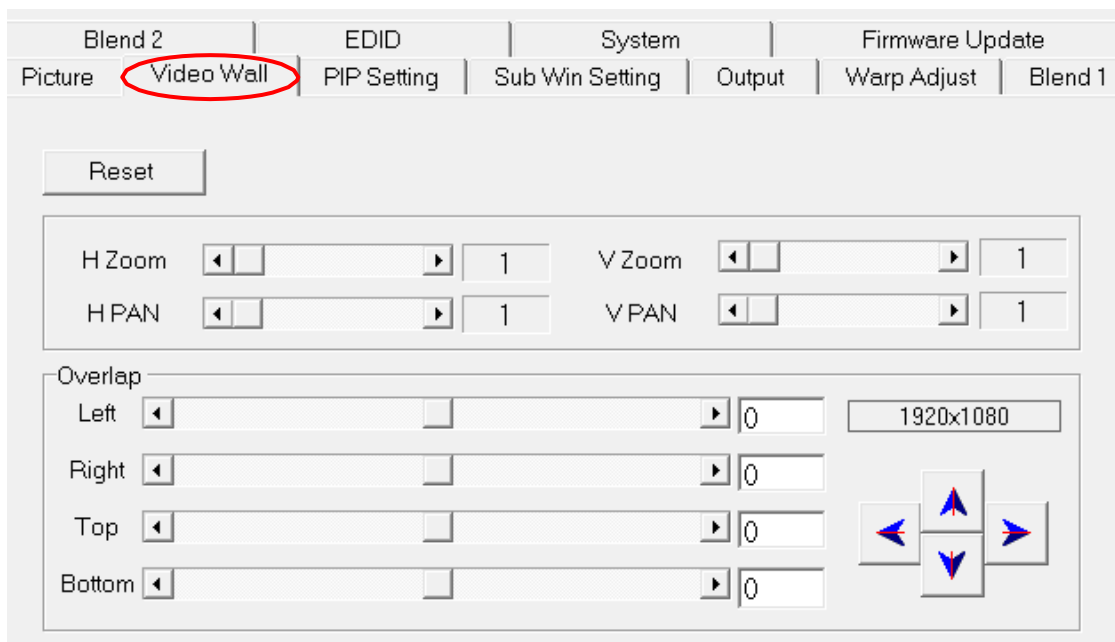 Blend 2 EDID System Firmware Update
Picture Video Wall PIP Setting Sub Win Setting Output Warp Adjust Blend 1
Reset
H Zoom 1 V Zoom 1
H PAN 1 V PAN 1
Overlap
Left 0 1920x1080
Right 0
Top 0
Bottom 0